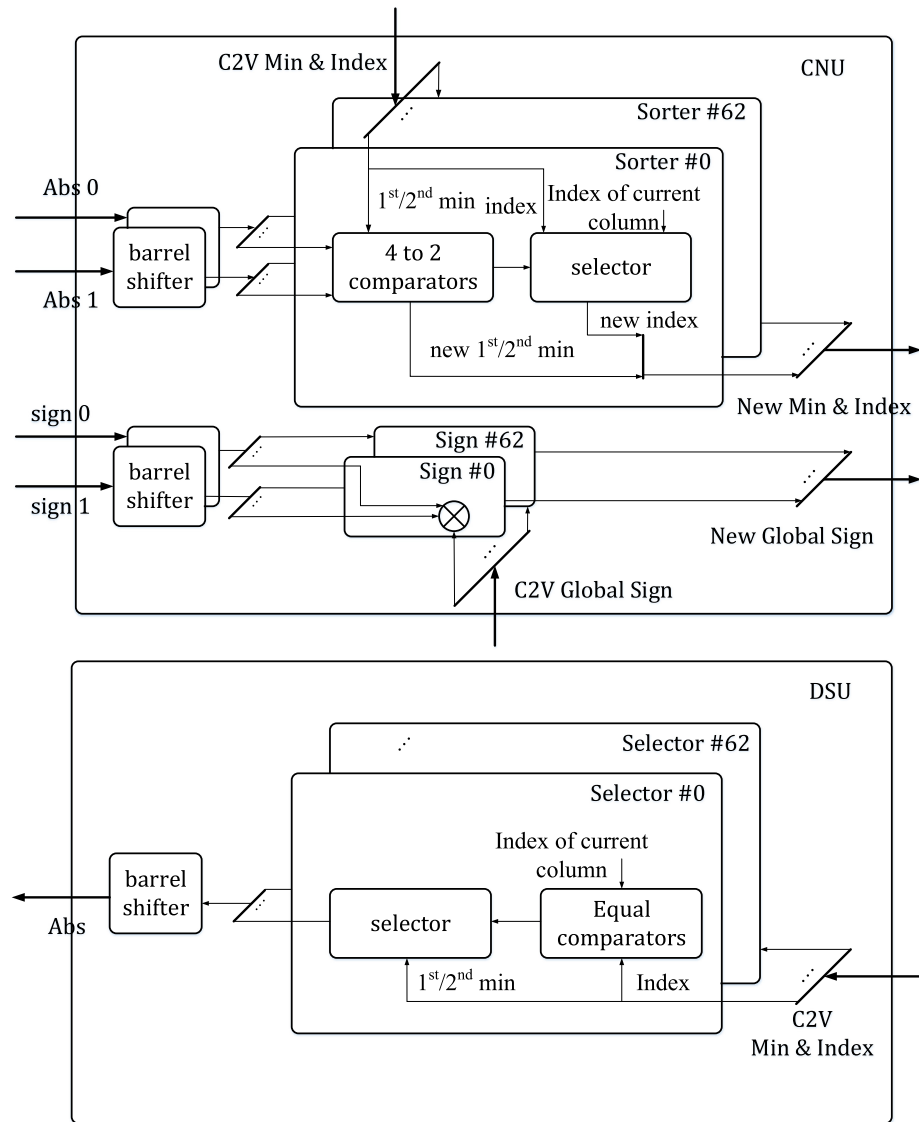 C2V Min & Index
CNU
Sorter #62
Sorter #0
Abs 0
1st/2nd min
index
Index of current
column
barrel
shifter
4 to 2
comparators
selector
Abs 1
new index
new 1st/2nd min
New Min & Index
sign 0
Sign #62
Sign #0
barrel
shifter
sign 1
New Global Sign
C2V Global Sign
DSU
Selector #62
Selector #0
Index of current
column
barrel
shifter
selector
Equal
comparators
Abs
1st/2nd min
Index
C2V
Min & Index